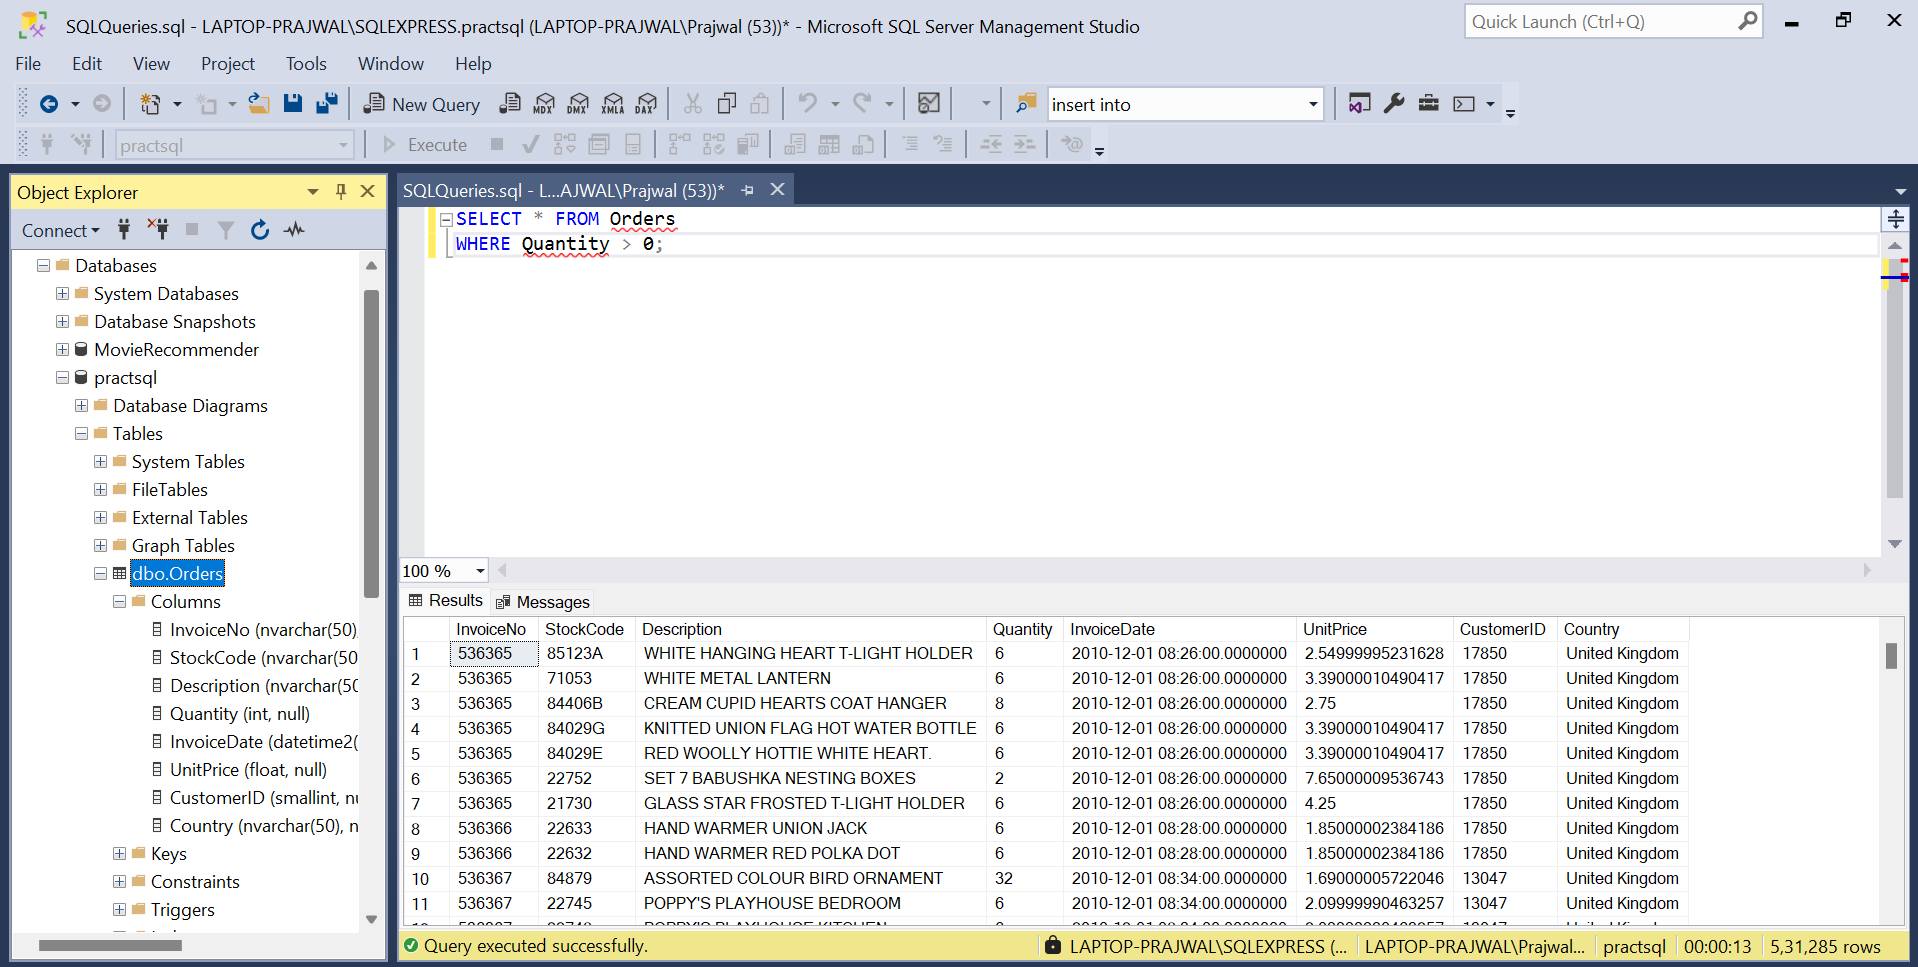 SQLQueries.sql - LAPTOP-PRAJWAL\SQLEXPRESS.practsql (LAPTOP-PRAJWAL\Prajwal (53))* - Microsoft SQL Server Management Studio
Quick Launch (Ctrl+Q)
File Edit View Project Tools Window Help
New Query MDX DMX XMLA DAX insert into
practsql Execute
Object Explorer
Connect
Databases
System Databases
Database Snapshots
MovieRecommender
practsql
Database Diagrams
Tables
System Tables
FileTables
External Tables
Graph Tables
dbo.Orders
Columns
InvoiceNo (nvarchar(50),
StockCode (nvarchar(50
Description (nvarchar(50
Quantity (int, null)
InvoiceDate (datetime2(
UnitPrice (float, null)
CustomerID (smallint, nu
Country (nvarchar(50), n
Keys
Constraints
Triggers
SQLQueries.sql - L...AJWAL\Prajwal (53))*
SELECT * FROM Orders
WHERE Quantity > 0;
100 %
Results Messages
InvoiceNo StockCode Description Quantity InvoiceDate UnitPrice CustomerID Country
1 536365 85123A WHITE HANGING HEART T-LIGHT HOLDER 6 2010-12-01 08:26:00.0000000 2.54999995231628 17850 United Kingdom
2 536365 71053 WHITE METAL LANTERN 6 2010-12-01 08:26:00.0000000 3.39000010490417 17850 United Kingdom
3 536365 84406B CREAM CUPID HEARTS COAT HANGER 8 2010-12-01 08:26:00.0000000 2.75 17850 United Kingdom
4 536365 84029G KNITTED UNION FLAG HOT WATER BOTTLE 6 2010-12-01 08:26:00.0000000 3.39000010490417 17850 United Kingdom
5 536365 84029E RED WOOLLY HOTTIE WHITE HEART. 6 2010-12-01 08:26:00.0000000 3.39000010490417 17850 United Kingdom
6 536365 22752 SET 7 BABUSHKA NESTING BOXES 2 2010-12-01 08:26:00.0000000 7.65000009536743 17850 United Kingdom
7 536365 21730 GLASS STAR FROSTED T-LIGHT HOLDER 6 2010-12-01 08:26:00.0000000 4.25 17850 United Kingdom
8 536366 22633 HAND WARMER UNION JACK 6 2010-12-01 08:28:00.0000000 1.85000002384186 17850 United Kingdom
9 536366 22632 HAND WARMER RED POLKA DOT 6 2010-12-01 08:28:00.0000000 1.85000002384186 17850 United Kingdom
10 536367 84879 ASSORTED COLOUR BIRD ORNAMENT 32 2010-12-01 08:34:00.0000000 1.69000005722046 13047 United Kingdom
11 536367 22745 POPPY'S PLAYHOUSE BEDROOM 6 2010-12-01 08:34:00.0000000 2.09999990463257 13047 United Kingdom
Query executed successfully. LAPTOP-PRAJWAL\SQLEXPRESS (... LAPTOP-PRAJWAL\Prajwal... practsql 00:00:13 5,31,285 rows